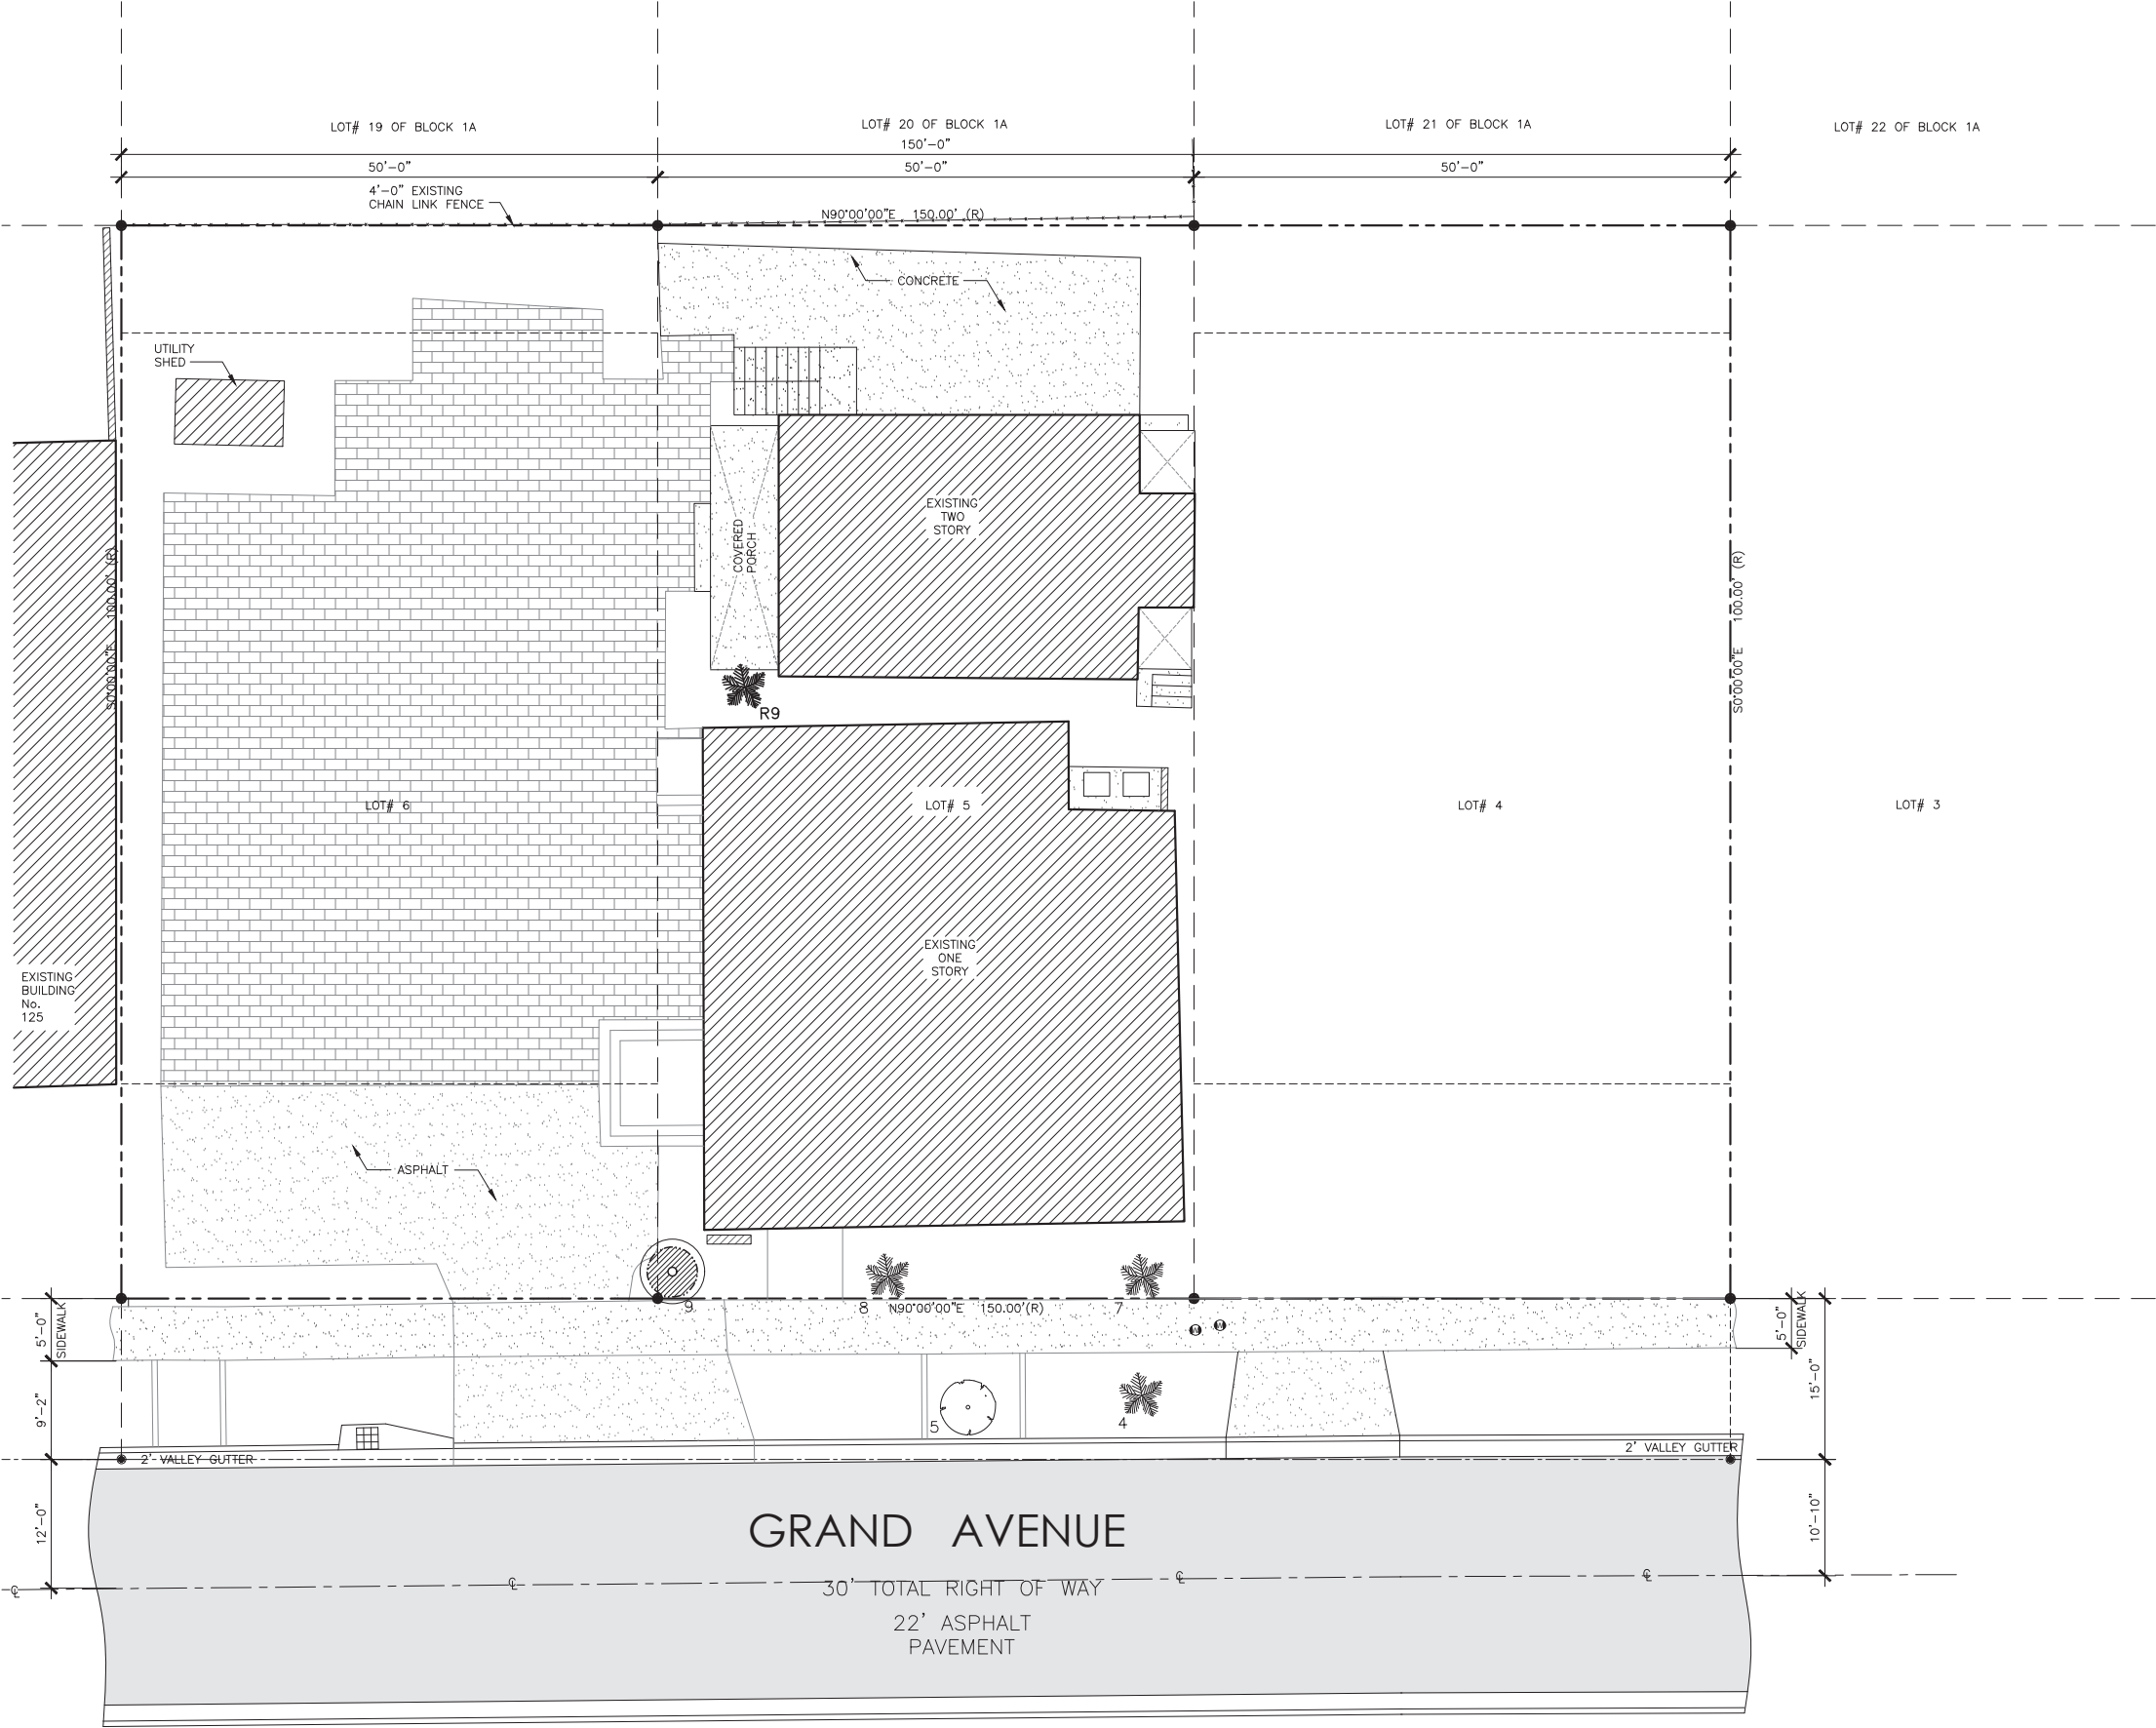 LOT# 19 OF BLOCK 1A
LOT# 20 OF BLOCK 1A
LOT# 21 OF BLOCK 1A
LOT# 22 OF BLOCK 1A
150'-0"
50'-0"
50'-0"
50'-0"
4'-0" EXISTING
CHAIN LINK FENCE
N90°00'00"E 150.00' (R)
CONCRETE
UTILITY
SHED
EXISTING
TWO
STORY
COVERED
PORCH
S0°00'00"E 100.00' (R)
S0°00'00"E 100.00' (R)
R9
LOT# 6
LOT# 5
LOT# 4
LOT# 3
EXISTING
ONE
STORY
EXISTING
BUILDING
No.
125
ASPHALT
9
8
N90°00'00"E 150.00'(R)
7
5'-0"
SIDEWALK
5'-0"
SIDEWALK
W
W
9'-2"
15'-0"
5
4
2' VALLEY GUTTER
2' VALLEY GUTTER
12'-0"
10'-10"
GRAND AVENUE
30' TOTAL RIGHT OF WAY
22' ASPHALT
PAVEMENT
℄
℄
℄
℄